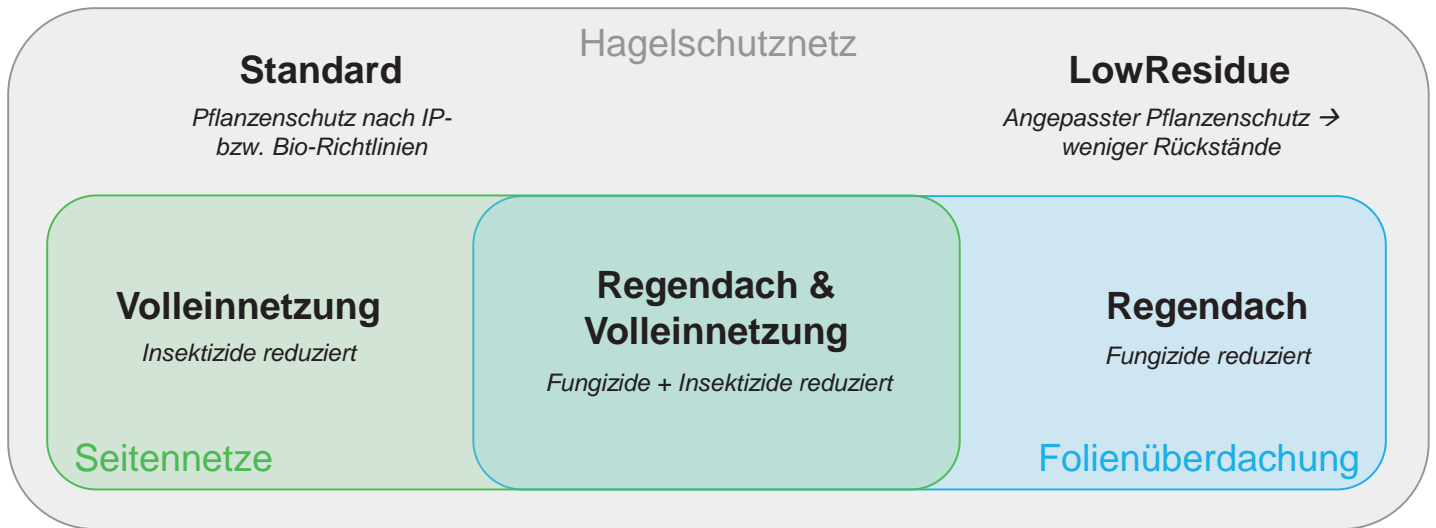 Hagelschutznetz
Standard
Pflanzenschutz nach IP-
bzw. Bio-Richtlinien
LowResidue
Angepasster Pflanzenschutz →
weniger Rückstände
Volleinnetzung
Insektizide reduziert
Seitennetze
Regendach &
Volleinnetzung
Fungizide + Insektizide reduziert
Regendach
Fungizide reduziert
Folienüberdachung